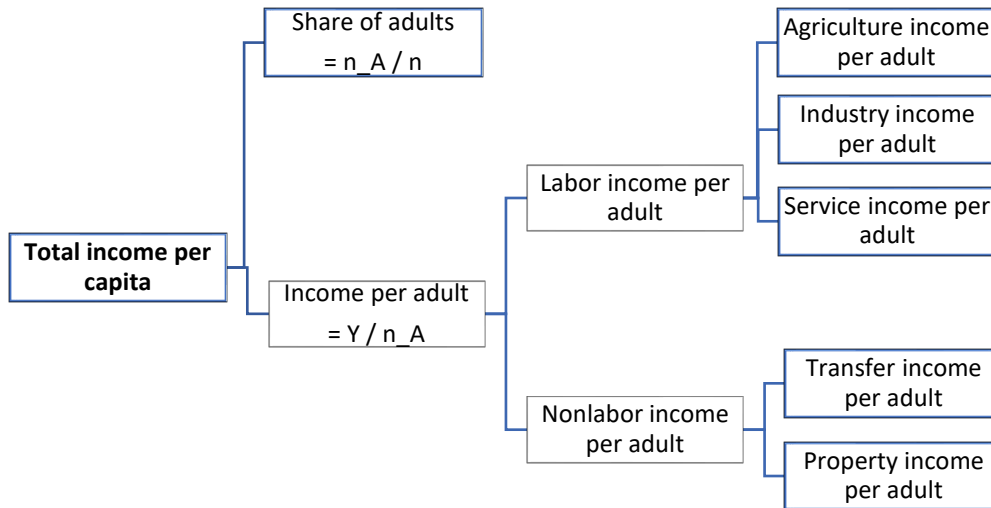 Total income per
capita
Share of adults
= n_A / n
Income per adult
= Y / n_A
Labor income per
adult
Nonlabor income
per adult
Agriculture income
per adult
Industry income
per adult
Service income per
adult
Transfer income
per adult
Property income
per adult